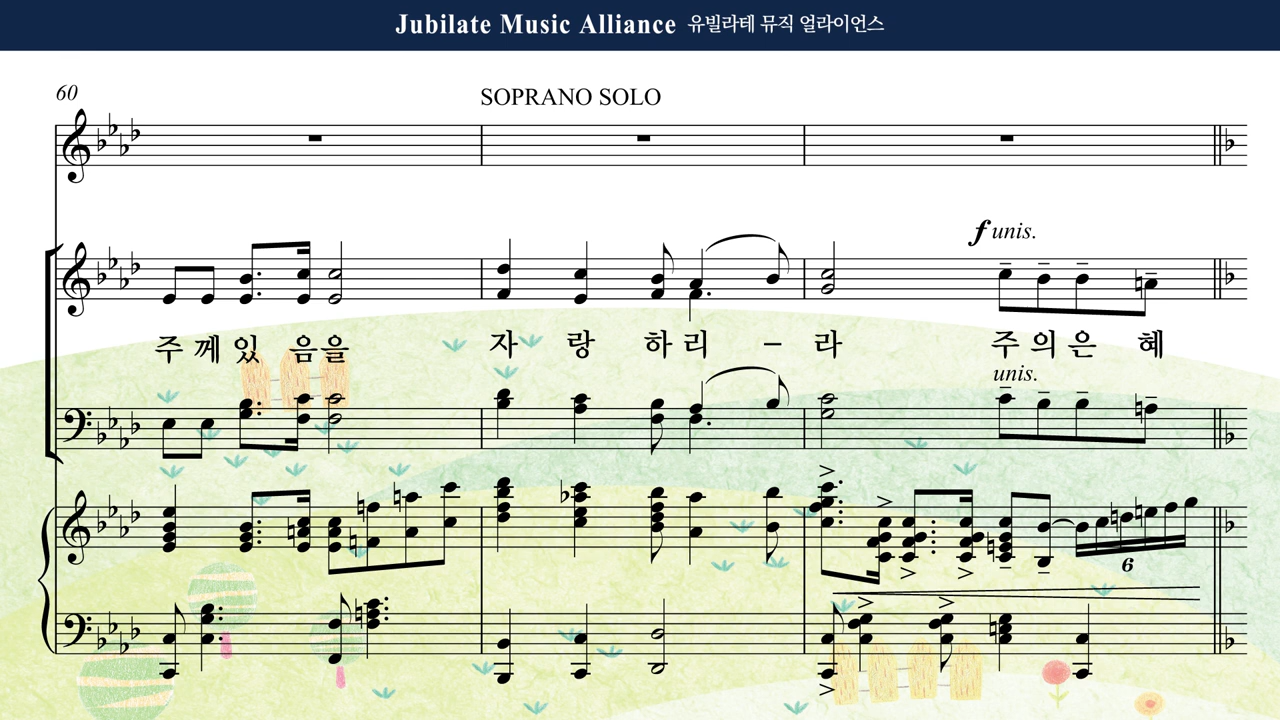 Jubilate Music Alliance 유빌라테 뮤직 얼라이언스
60
SOPRANO SOLO
f unis.
주 께 있 음 을 자 랑 하 리 – 라 주 의 은 혜
unis.
6